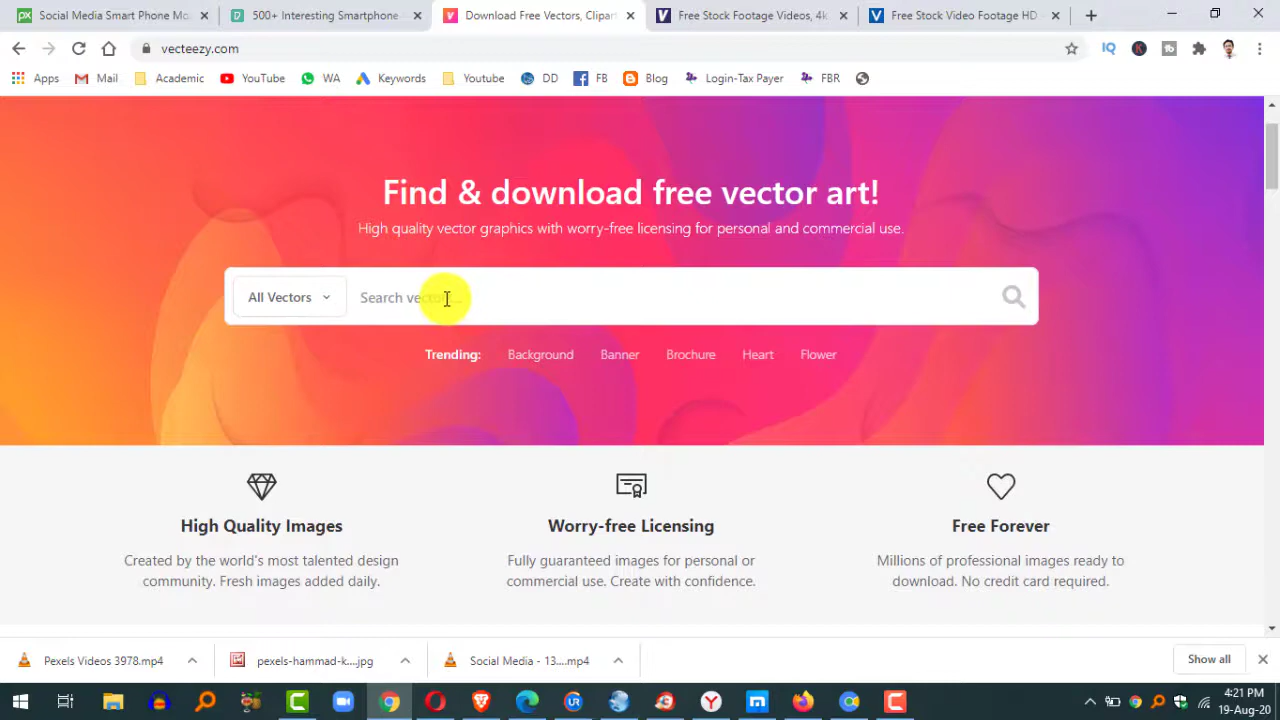 Social Media Smart Phone Ma
500+ Interesting Smartphone
Download Free Vectors, Clipart
Free Stock Footage Videos, 4k
Free Stock Video Footage HD -
vecteezy.com
Apps
Mail
Academic
YouTube
WA
Keywords
Youtube
DD
FB
Blog
Login-Tax Payer
FBR
Find & download free vector art!
High quality vector graphics with worry-free licensing for personal and commercial use.
All Vectors
Search vectors...
Trending: Background Banner Brochure Heart Flower
High Quality Images
Created by the world's most talented design
community. Fresh images added daily.
Worry-free Licensing
Fully guaranteed images for personal or
commercial use. Create with confidence.
Free Forever
Millions of professional images ready to
download. No credit card required.
Pexels Videos 3978.mp4
pexels-hammad-k....jpg
Social Media - 13....mp4
Show all
4:21 PM
19-Aug-20